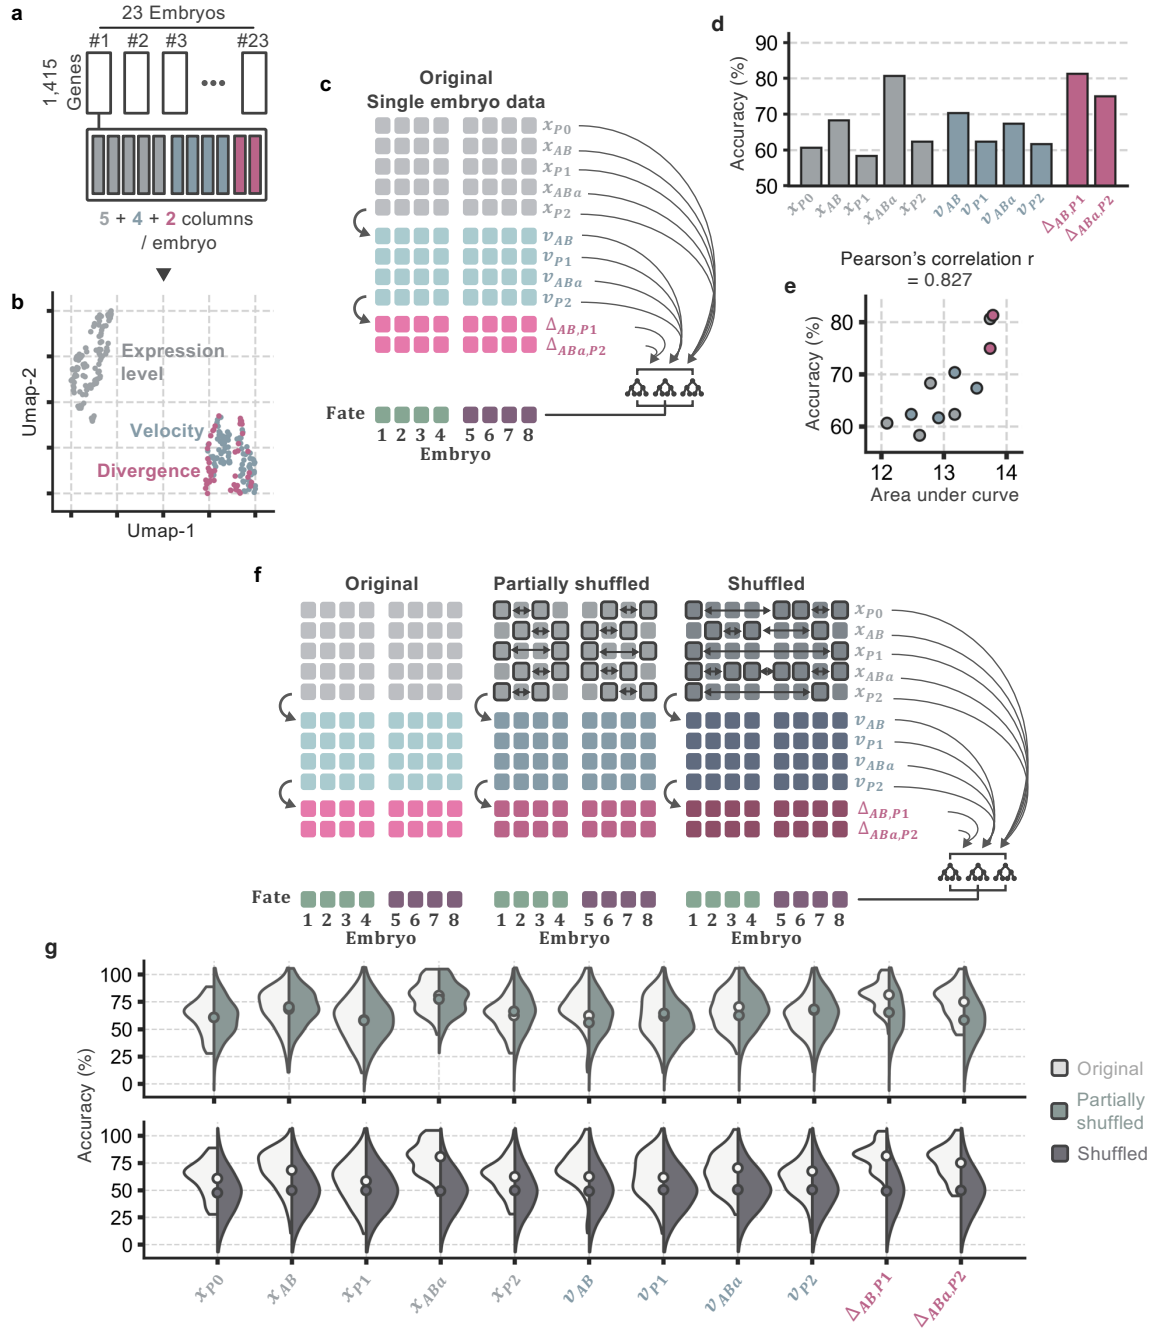 a
23 Embryos
#1 #2 #3 #23
1,415
Genes
5 + 4 + 2 columns
/ embryo
b
Umap-2
Expression
level
Velocity
Divergence
Umap-1
c
Original
Single embryo data
x_P0
x_AB
x_P1
x_ABa
x_P2
v_AB
v_P1
v_ABa
v_P2
Δ_AB,P1
Δ_ABa,P2
Fate
1 2 3 4 5 6 7 8
Embryo
d
Accuracy (%)
90
80
70
60
50
x_P0 x_AB x_P1 x_ABa x_P2 v_AB v_P1 v_ABa v_P2 Δ_AB,P1 Δ_ABa,P2
Pearson's correlation r
= 0.827
e
Accuracy (%)
80
70
60
12 13 14
Area under curve
f
Original Partially shuffled Shuffled
x_P0
x_AB
x_P1
x_ABa
x_P2
v_AB
v_P1
v_ABa
v_P2
Δ_AB,P1
Δ_ABa,P2
Fate
1 2 3 4 5 6 7 8 1 2 3 4 5 6 7 8 1 2 3 4 5 6 7 8
Embryo Embryo Embryo
g
Accuracy (%)
100
75
50
25
0
100
75
50
25
0
x_P0 x_AB x_P1 x_ABa x_P2 v_AB v_P1 v_ABa v_P2 Δ_AB,P1 Δ_ABa,P2
Original
Partially
shuffled
Shuffled